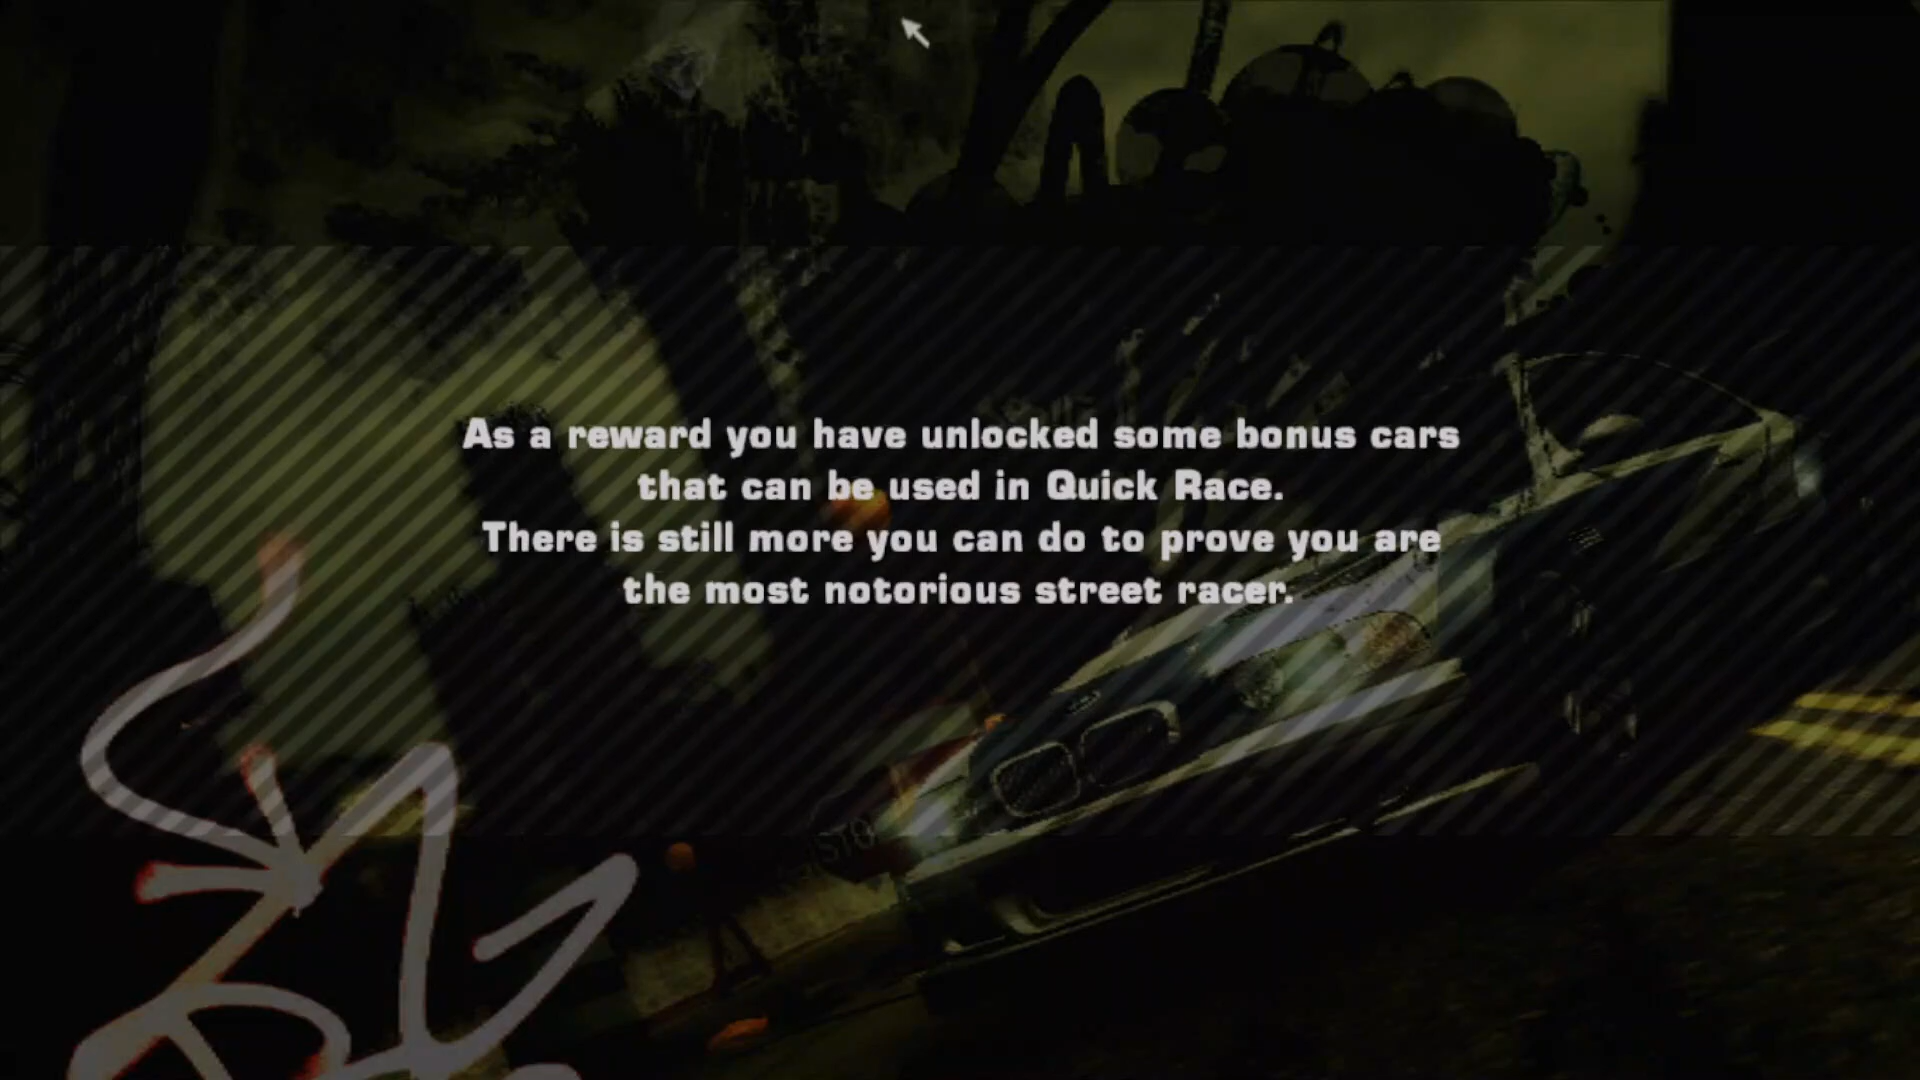 As a reward you have unlocked some bonus cars
that can be used in Quick Race.
There is still more you can do to prove you are
the most notorious street racer.
STO